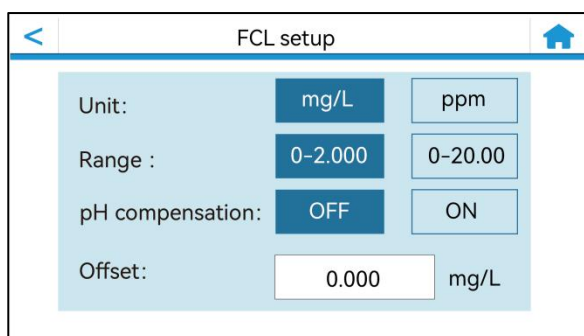 < FCL setup
Unit: mg/L ppm
Range : 0-2.000 0-20.00
pH compensation: OFF ON
Offset: 0.000 mg/L